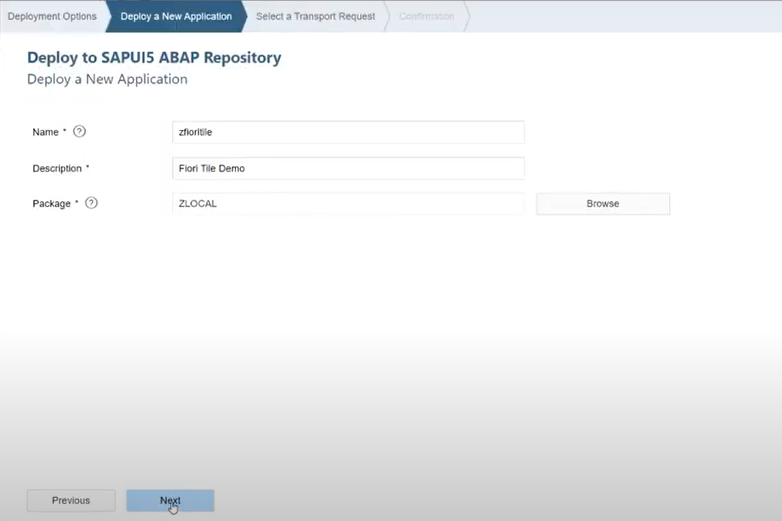 Deployment Options Deploy a New Application Select a Transport Request Confirmation
Deploy to SAPUI5 ABAP Repository
Deploy a New Application
Name * ? zfioritile
Description * Fiori Tile Demo
Package * ? ZLOCAL Browse
Previous Next